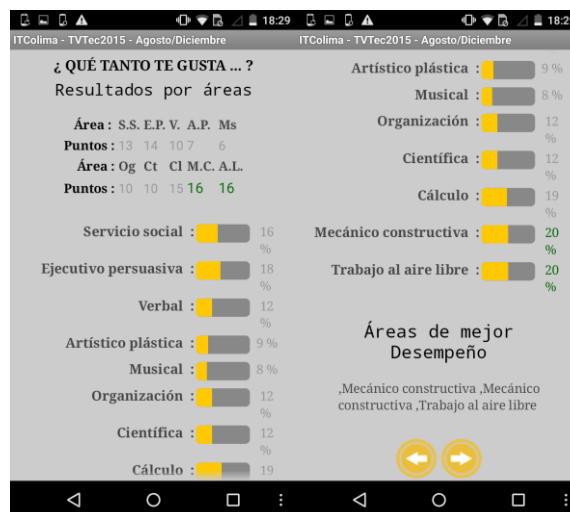 18:29
ITColima - TVTec2015 - Agosto/Diciembre
¿ QUÉ TANTO TE GUSTA ... ?
Resultados por áreas
Área : S.S. E.P. V. A.P. Ms
Puntos : 13 14 10 7 6
Área : Og Ct Cl M.C. A.L.
Puntos : 10 10 15 16 16
Servicio social : 16
%
Ejecutivo persuasiva : 18
%
Verbal : 12
%
Artístico plástica : 9 %
Musical : 8 %
Organización : 12
%
Científica : 12
%
Cálculo : 19
18:29
ITColima - TVTec2015 - Agosto/Diciembre
Artístico plástica : 9 %
Musical : 8 %
Organización : 12
%
Científica : 12
%
Cálculo : 19
%
Mecánico constructiva : 20
%
Trabajo al aire libre : 20
%
Áreas de mejor
Desempeño
,Mecánico constructiva ,Mecánico
constructiva ,Trabajo al aire libre